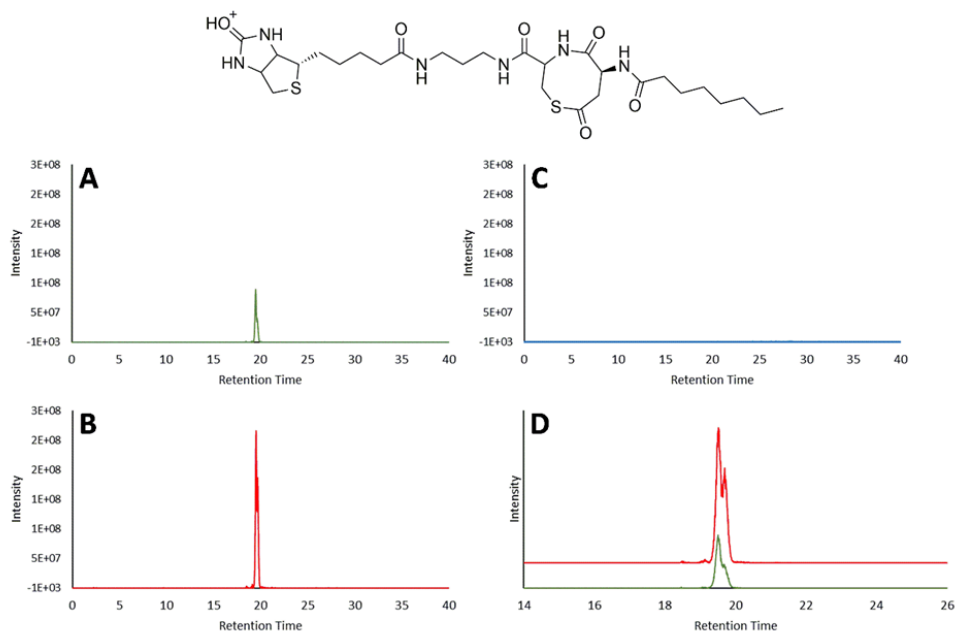 HO+
NH
HN
S
O
N
H
O
N
H
H
N
O
H
N
O
S
O
A
Intensity
3E+08
2E+08
2E+08
1E+08
1E+08
5E+07
-1E+03
0 5 10 15 20 25 30 35 40
Retention Time
C
Intensity
3E+08
2E+08
2E+08
1E+08
1E+08
5E+07
-1E+03
0 5 10 15 20 25 30 35 40
Retention Time
B
Intensity
3E+08
2E+08
2E+08
1E+08
1E+08
5E+07
-1E+03
0 5 10 15 20 25 30 35 40
Retention Time
D
Intensity
14 16 18 20 22 24 26
Retention Time